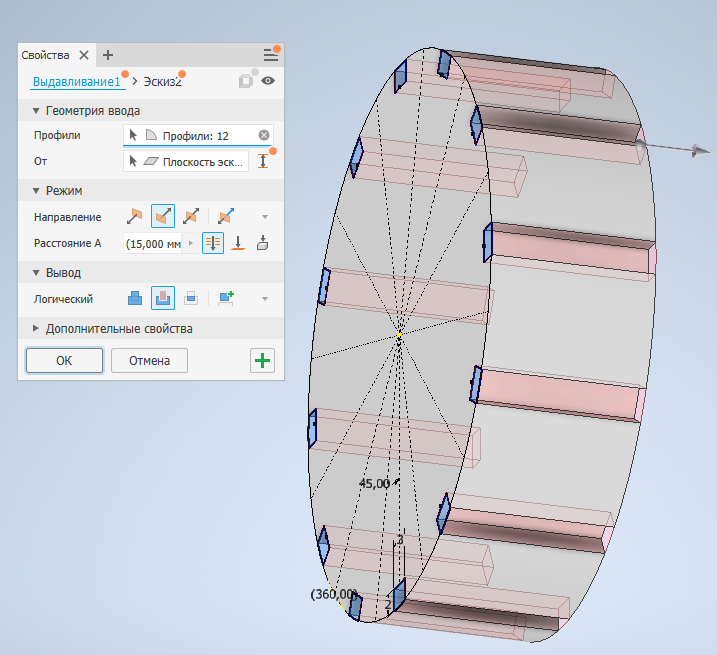 Свойства
Выдавливание1 > Эскиз2
Геометрия ввода
Профили
Профили: 12
От
Плоскость эск...
Режим
Направление
Расстояние A
(15,000 мм
Вывод
Логический
Дополнительные свойства
ОК
Отмена
45,00
3
(360,00)
2